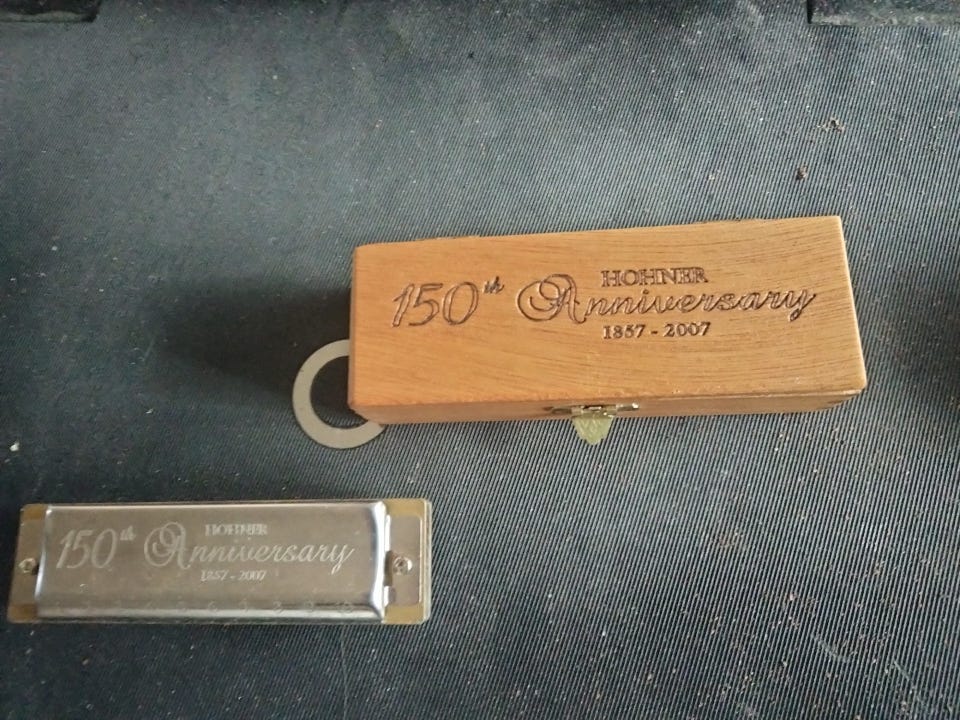 HOHNER
150th Anniversary
1857 - 2007
HOHNER
150th Anniversary
1857 - 2007